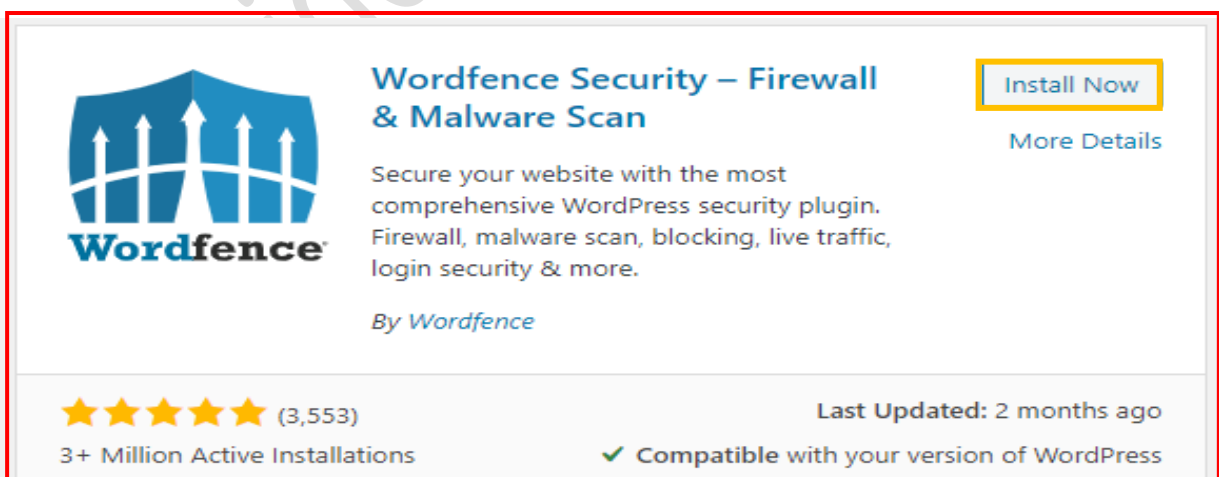 Wordfence Security – Firewall
& Malware Scan
Install Now
More Details
Secure your website with the most
comprehensive WordPress security plugin.
Firewall, malware scan, blocking, live traffic,
login security & more.
By Wordfence
Wordfence
(3,553)
Last Updated: 2 months ago
3+ Million Active Installations
✓ Compatible with your version of WordPress